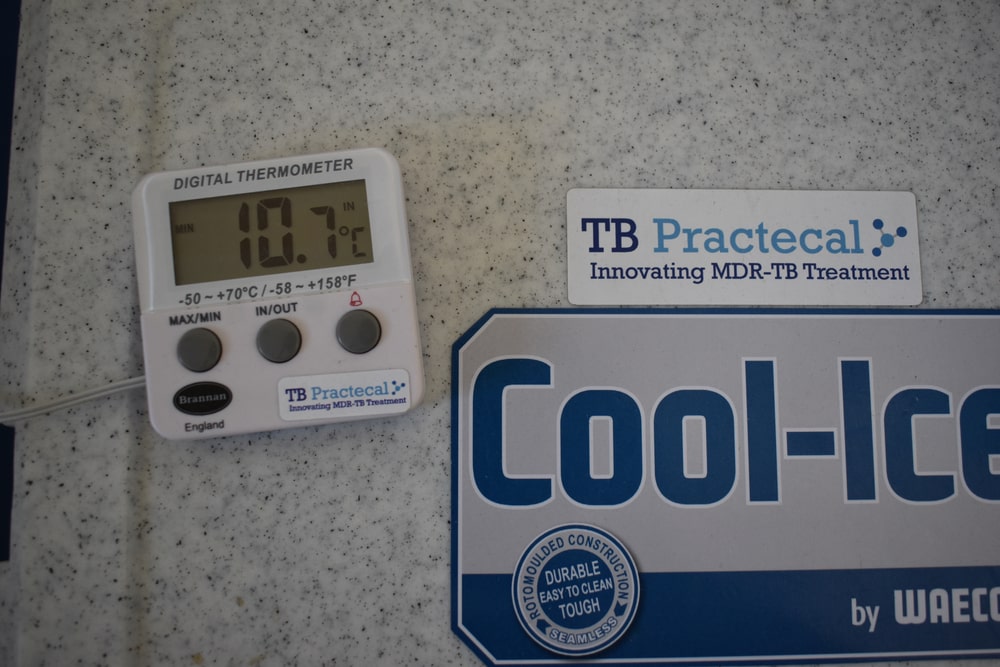 DIGITAL THERMOMETER
MIN
IN
10.7°C
-50 ~ +70°C / -58 ~ +158°F
MAX/MIN
IN/OUT
Brannan
England
TB Practecal
Innovating MDR-TB Treatment
TB Practecal
Innovating MDR-TB Treatment
Cool-Ice
ROTOMOULDED CONSTRUCTION
DURABLE
EASY TO CLEAN
TOUGH
SEAMLESS
by WAECO